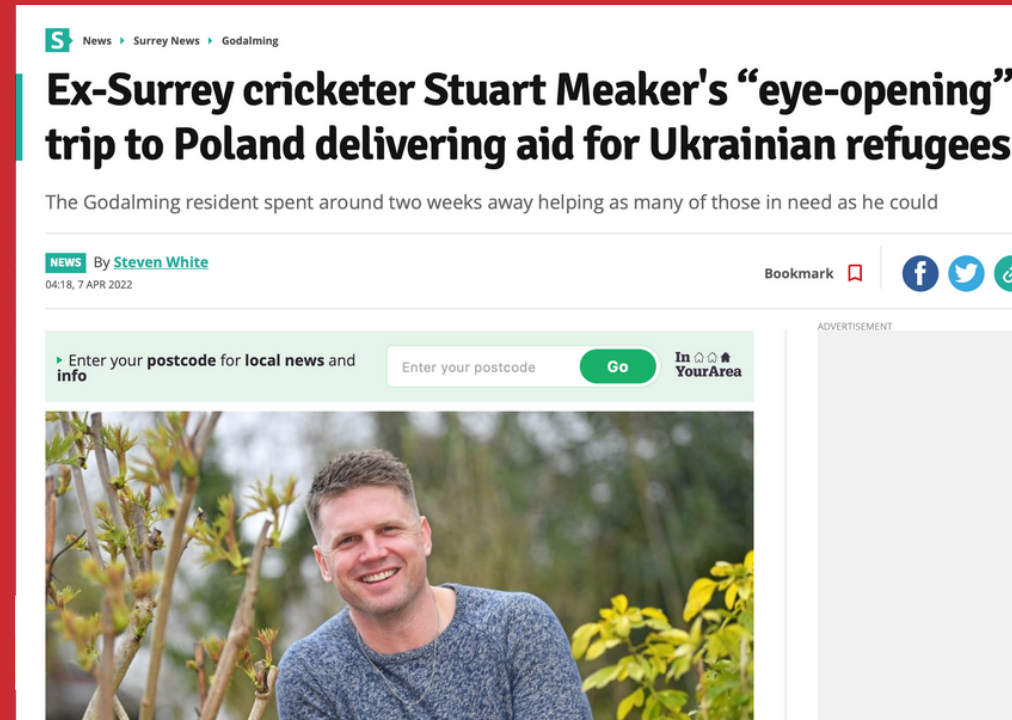 S News Surrey News Godalming
Ex-Surrey cricketer Stuart Meaker's “eye-opening”
trip to Poland delivering aid for Ukrainian refugees
The Godalming resident spent around two weeks away helping as many of those in need as he could
NEWS By Steven White
04:18, 7 APR 2022
Bookmark
ADVERTISEMENT
Enter your postcode for local news and
info
Enter your postcode Go
In
YourArea